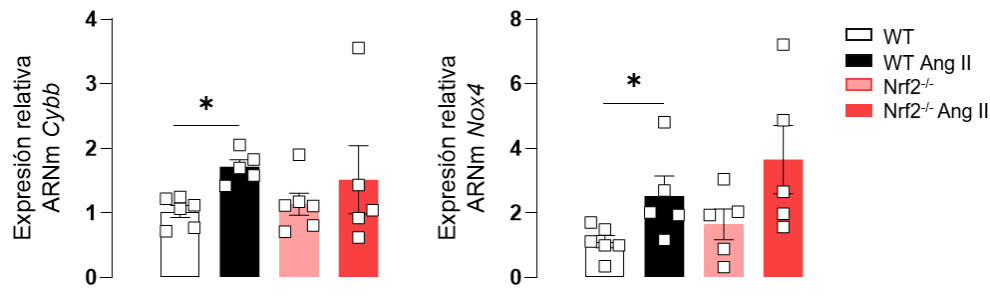 Expresión relativa
ARNm Cybb
4
3
2
1
0
*
Expresión relativa
ARNm Nox4
8
6
4
2
0
*
WT
WT Ang II
Nrf2-/-
Nrf2-/- Ang II